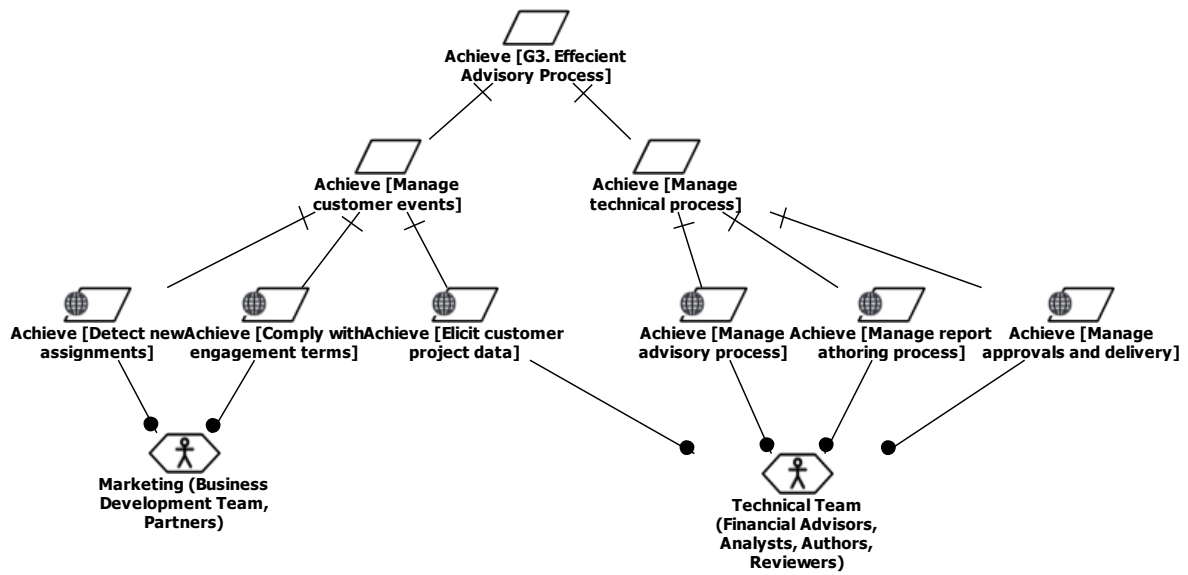 Achieve [G3. Effecient
Advisory Process]
Achieve [Manage
customer events]
Achieve [Manage
technical process]
Achieve [Detect new
assignments]
Achieve [Comply with
engagement terms]
Achieve [Elicit customer
project data]
Achieve [Manage
advisory process]
Achieve [Manage report
athoring process]
Achieve [Manage
approvals and delivery]
Marketing (Business
Development Team,
Partners)
Technical Team
(Financial Advisors,
Analysts, Authors,
Reviewers)